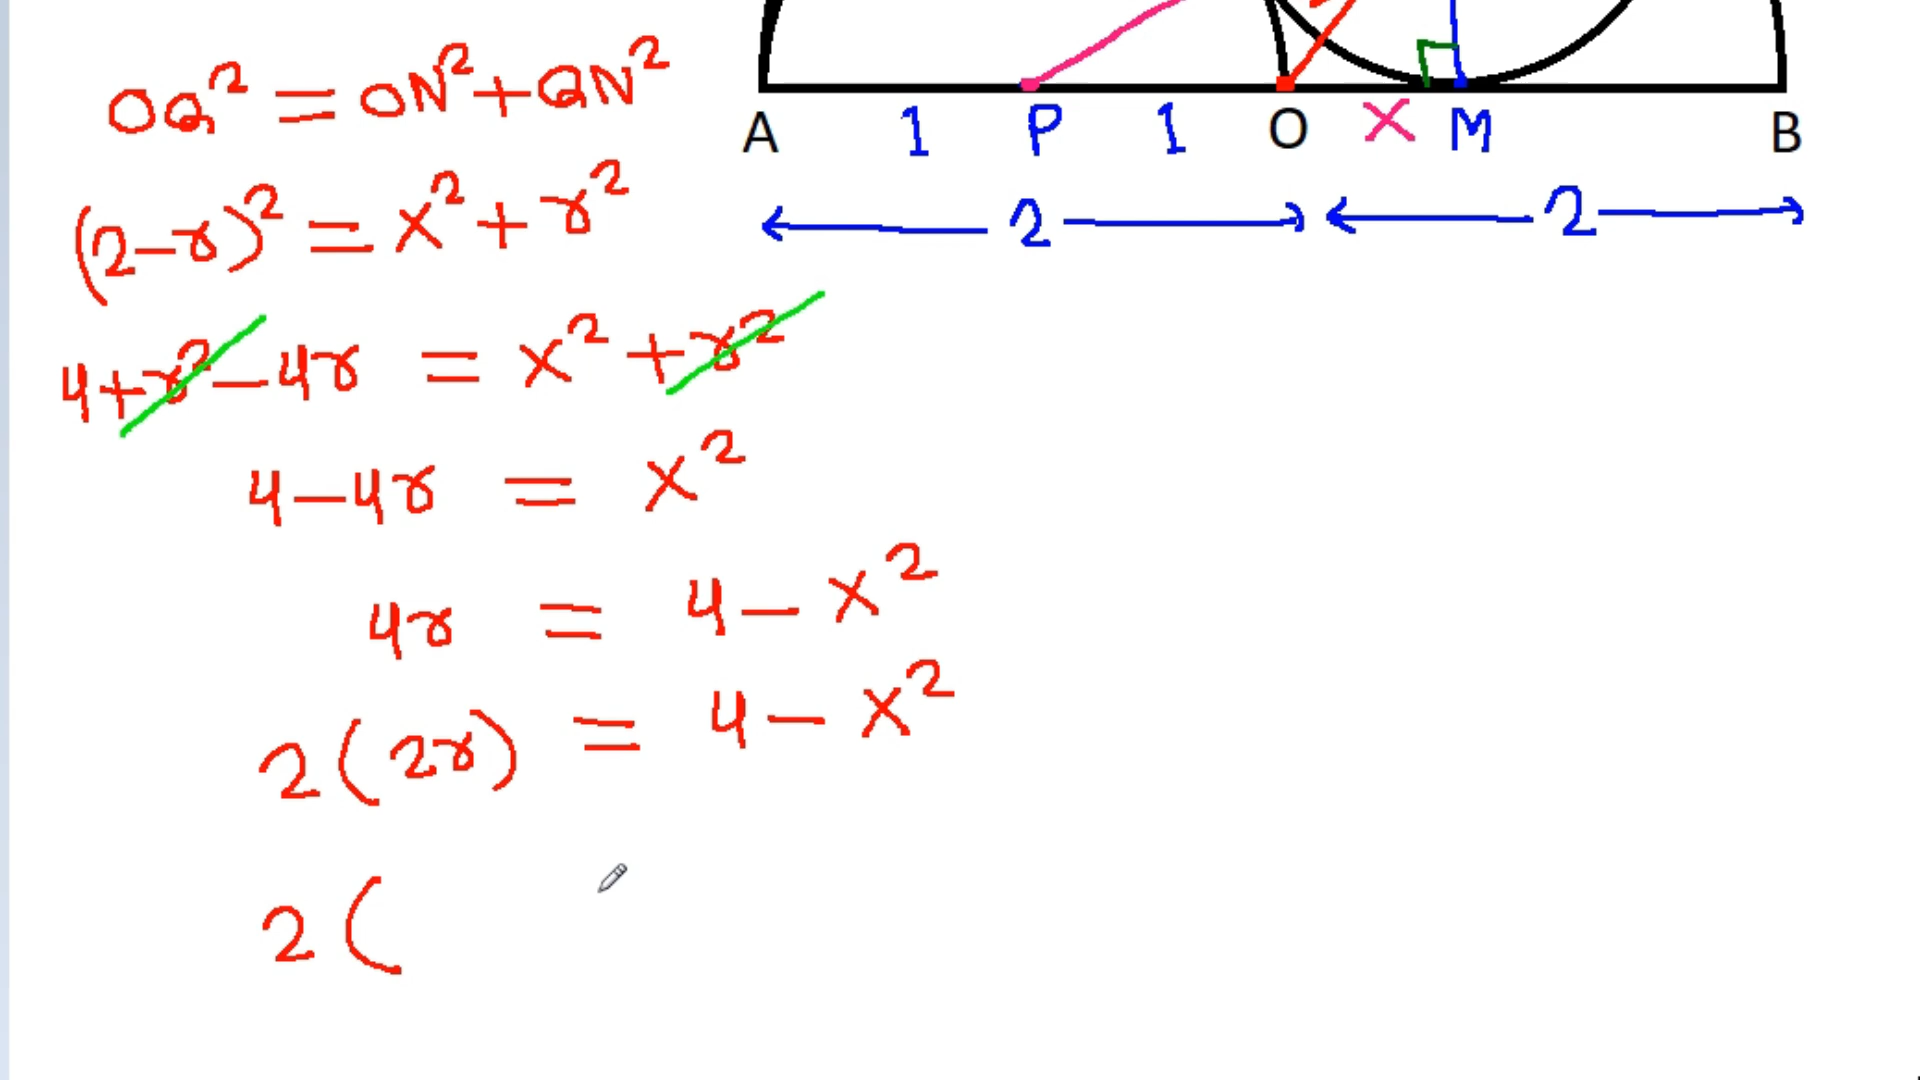 OQ² = ON² + QN²
(2-r)² = x² + r²
4+r²-4r = x² + r²
4-4r = x²
4r = 4-x²
2(2r) = 4-x²
2(
A 1 P 1 O X M B
2 2